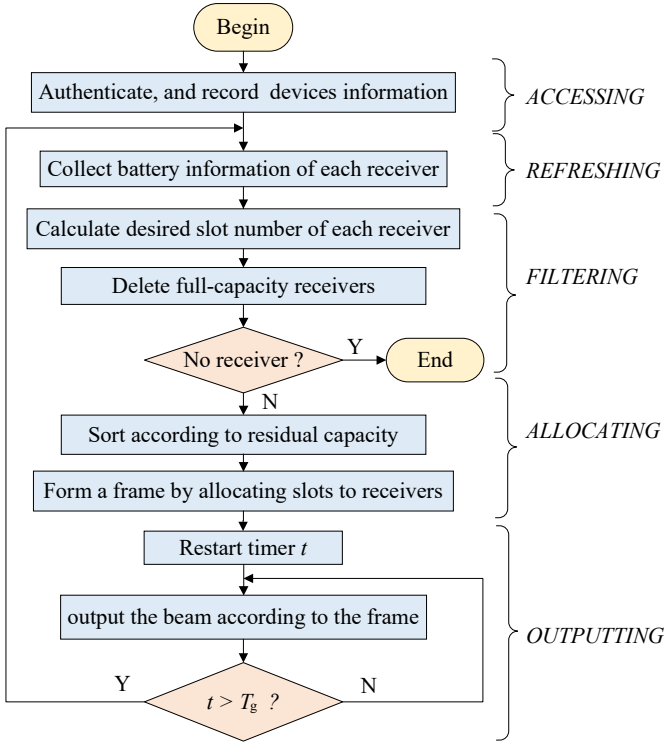 Begin
Authenticate, and record devices information
ACCESSING
Collect battery information of each receiver
REFRESHING
Calculate desired slot number of each receiver
Delete full-capacity receivers
FILTERING
No receiver ?
Y
End
N
Sort according to residual capacity
ALLOCATING
Form a frame by allocating slots to receivers
Restart timer t
output the beam according to the frame
OUTPUTTING
Y
t > Tg ?
N